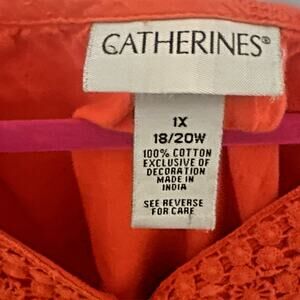 CATHERINES®
1X
18/20W
100% COTTON
EXCLUSIVE OF
DECORATION
MADE IN
INDIA
SEE REVERSE
FOR CARE